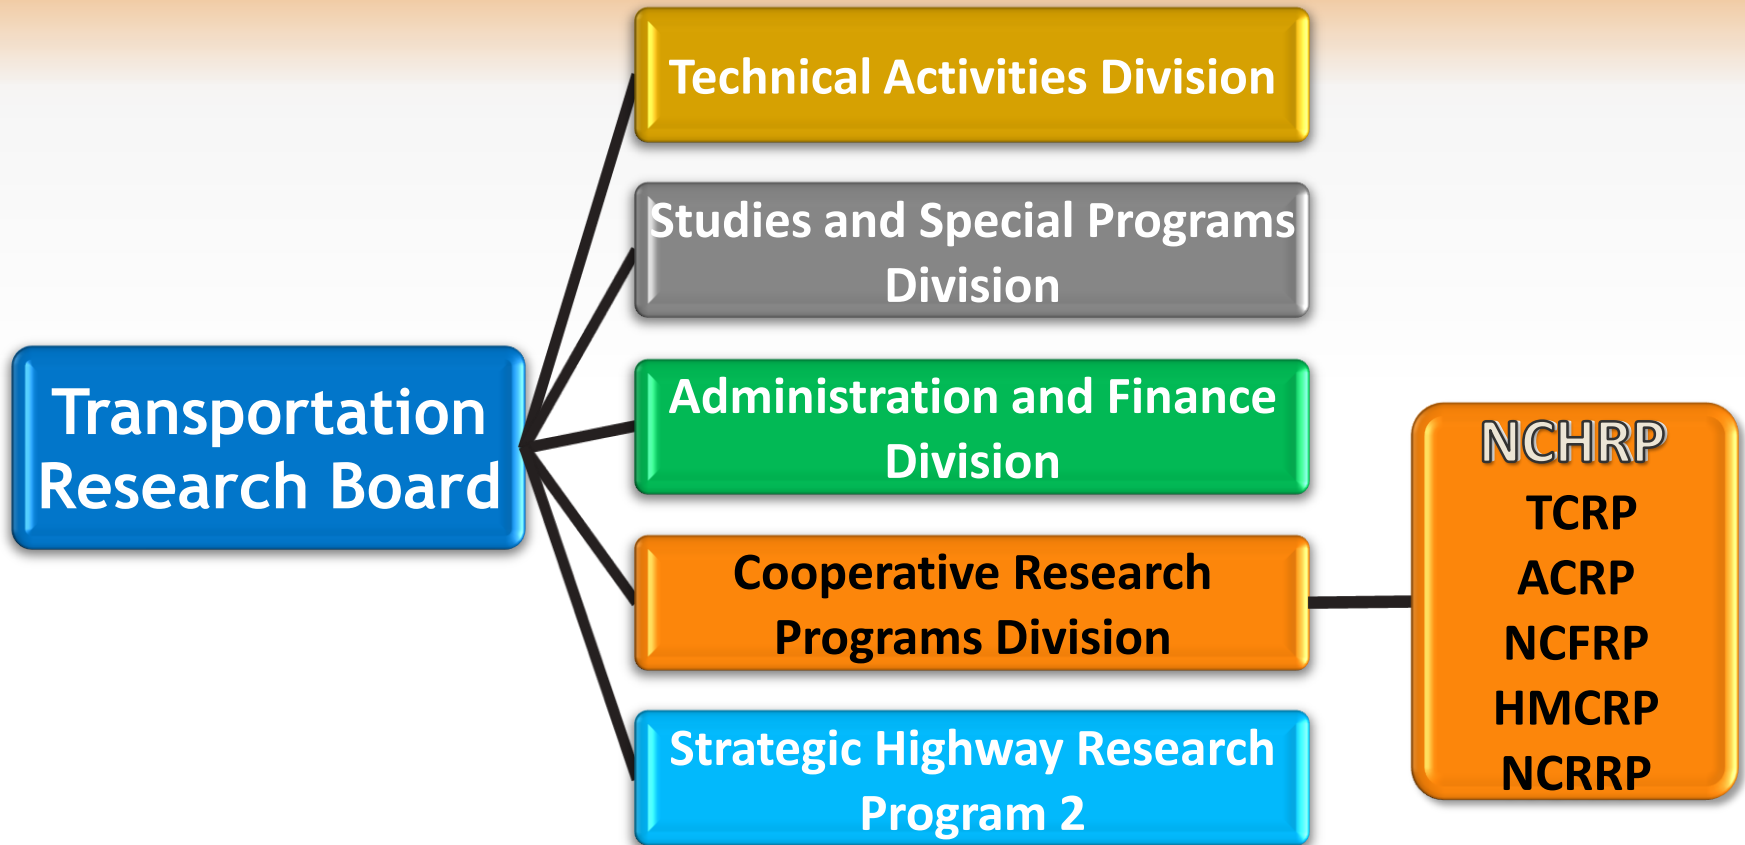 Technical Activities Division
Studies and Special Programs
Division
Transportation
Research Board
Administration and Finance
Division
Cooperative Research
Programs Division
Strategic Highway Research
Program 2
NCHRP
TCRP
ACRP
NCFRP
HMCRP
NCRRP